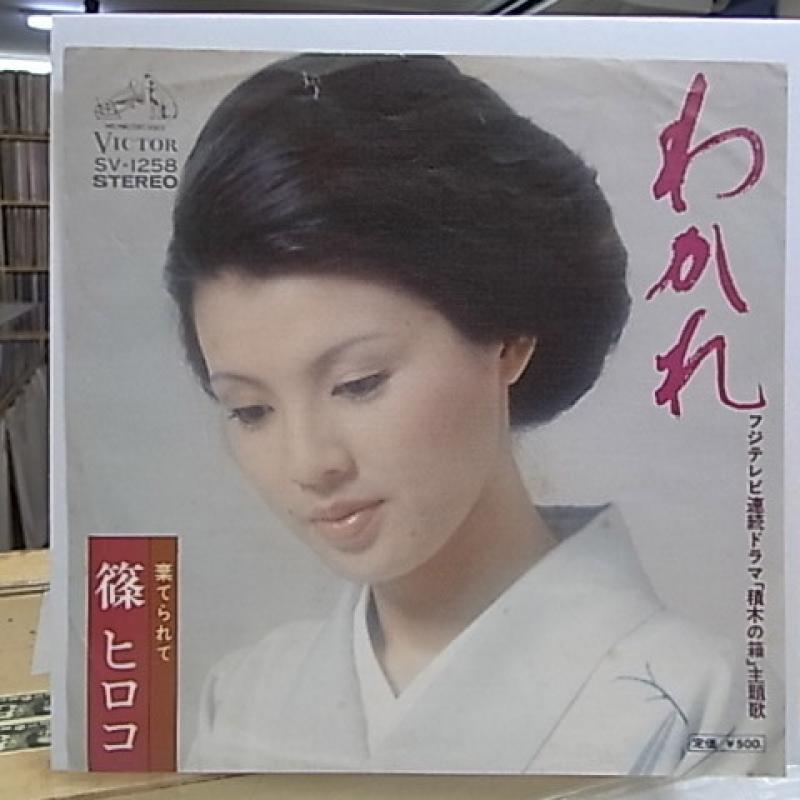 VICTOR
SV-1258
STEREO
わかれ
フジテレビ連続ドラマ「積木の箱」主題歌
棄てられて
篠ヒロコ
定価 ¥500.